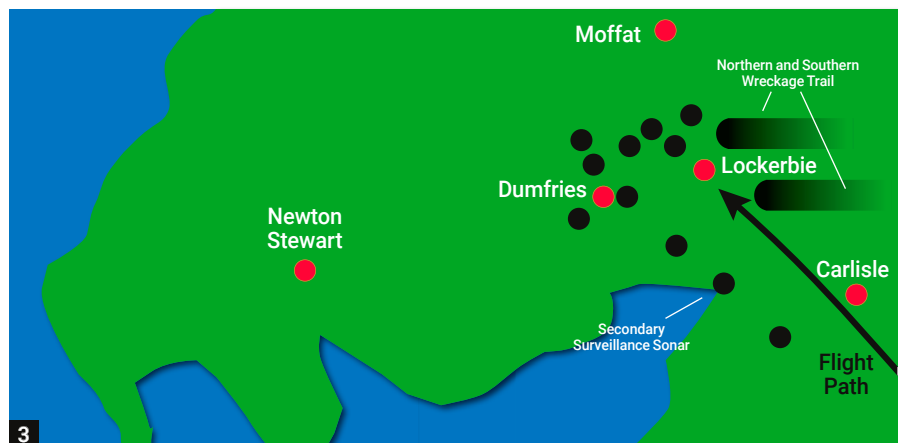 Moffat
Northern and Southern
Wreckage Trail
Lockerbie
Dumfries
Newton
Stewart
Carlisle
Secondary
Surveillance Sonar
Flight
Path
3